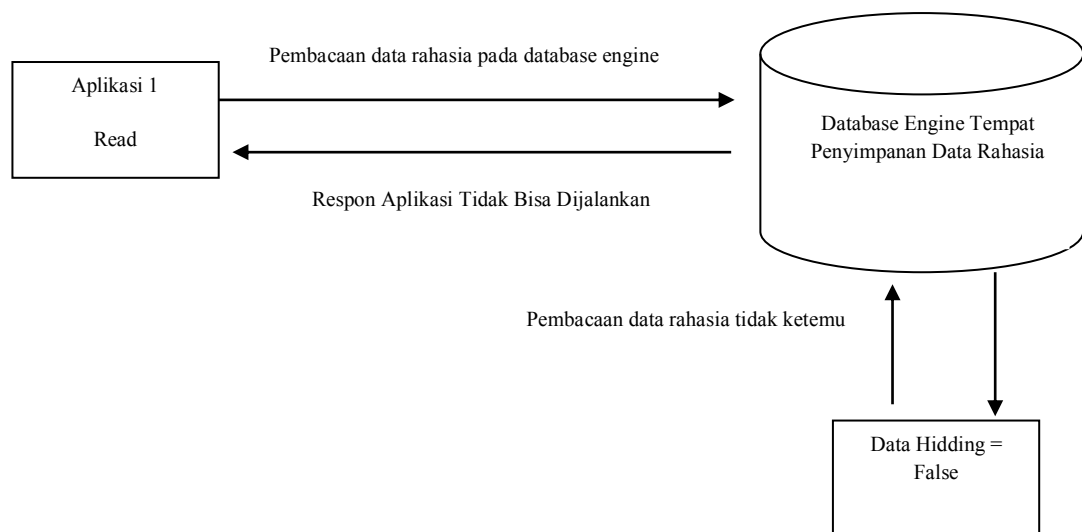 Pembacaan data rahasia pada database engine
Aplikasi 1
Read
Database Engine Tempat
Penyimpanan Data Rahasia
Respon Aplikasi Tidak Bisa Dijalankan
Pembacaan data rahasia tidak ketemu
Data Hidding =
False